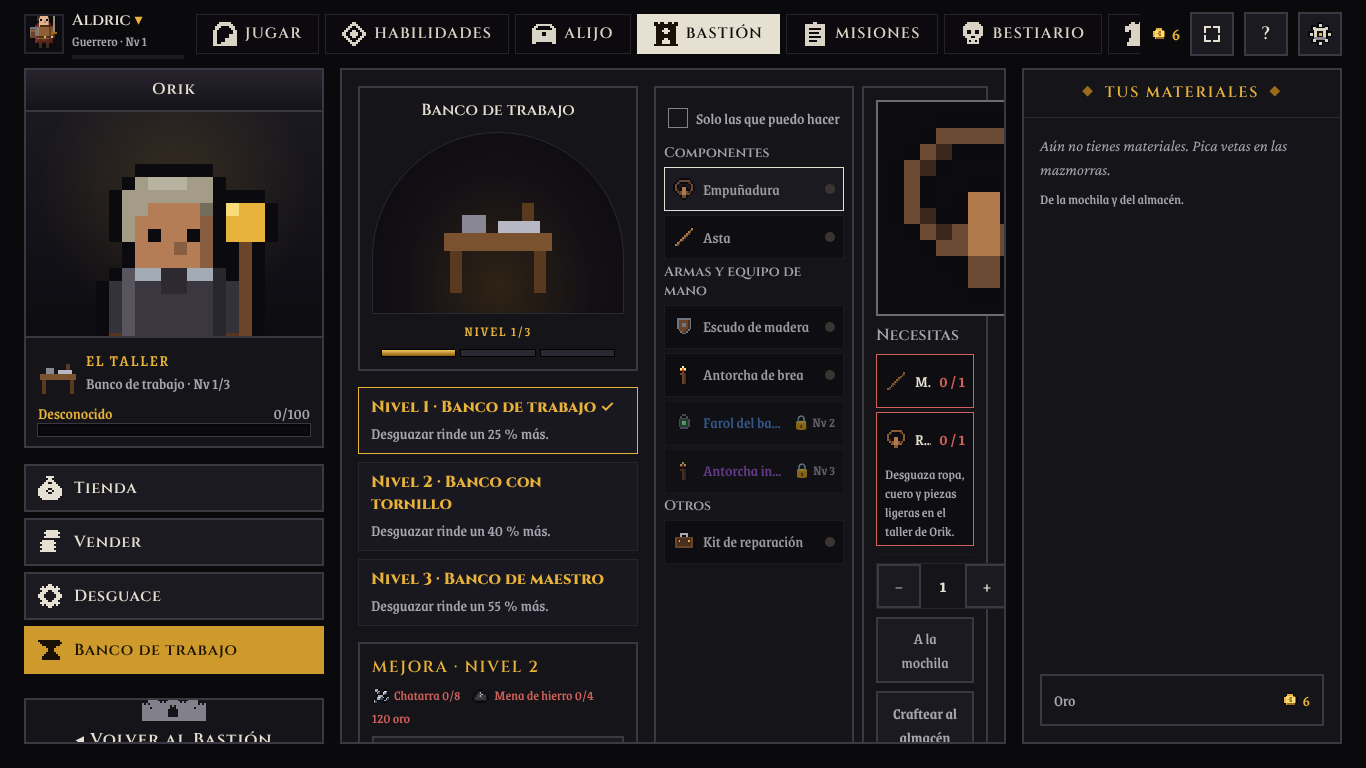 Aldric ▾
Guerrero · Nv 1
Jugar
Habilidades
Alijo
Bastión
Misiones
Bestiario
6
?
Orik
El taller
Banco de trabajo · Nv 1/3
Desconocido 0/100
Tienda
Vender
Desguace
Banco de trabajo
◂ Volver al Bastión
Banco de trabajo
NIVEL 1/3
Nivel 1 · Banco de trabajo ✓
Desguazar rinde un 25 % más.
Nivel 2 · Banco con
tornillo
Desguazar rinde un 40 % más.
Nivel 3 · Banco de maestro
Desguazar rinde un 55 % más.
Mejora · Nivel 2
Chatarra 0/8 Mena de hierro 0/4
120 oro
Solo las que puedo hacer
Componentes
Empuñadura
Asta
Armas y equipo de
mano
Escudo de madera
Antorcha de brea
Farol del ba... Nv 2
Antorcha in... Nv 3
Otros
Kit de reparación
Necesitas
M. 0 / 1
R.. 0 / 1
Desguaza ropa,
cuero y piezas
ligeras en el
taller de Orik.
− 1 +
A la
mochila
Craftear al
almacén
◆ Tus materiales ◆
Aún no tienes materiales. Pica vetas en las
mazmorras.
De la mochila y del almacén.
Oro 6